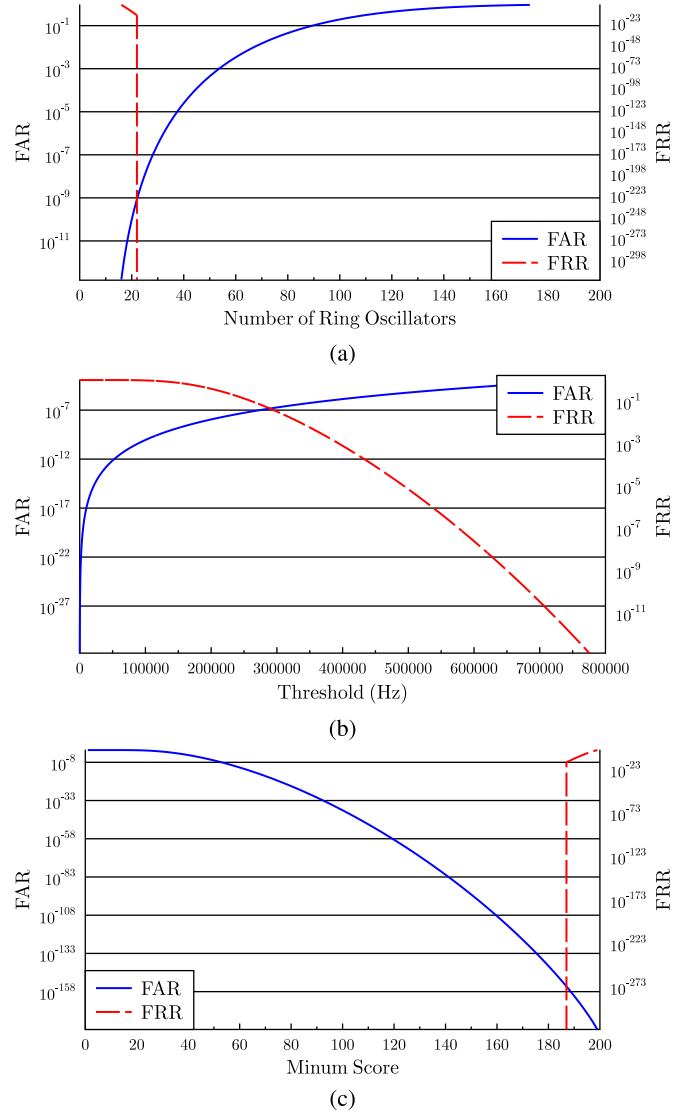 10^-1
10^-3
10^-5
10^-7
10^-9
10^-11
FAR
10^-23
10^-48
10^-73
10^-98
10^-123
10^-148
10^-173
10^-198
10^-223
10^-248
10^-273
10^-298
FRR
FAR
FRR
0 20 40 60 80 100 120 140 160 180 200
Number of Ring Oscillators
(a)
10^-7
10^-12
10^-17
10^-22
10^-27
FAR
FAR
FRR
10^-1
10^-3
10^-5
10^-7
10^-9
10^-11
FRR
0 100000 200000 300000 400000 500000 600000 700000 800000
Threshold (Hz)
(b)
10^-8
10^-33
10^-58
10^-83
10^-108
10^-133
10^-158
FAR
10^-23
10^-73
10^-123
10^-173
10^-223
10^-273
FRR
FAR
FRR
0 20 40 60 80 100 120 140 160 180 200
Minum Score
(c)